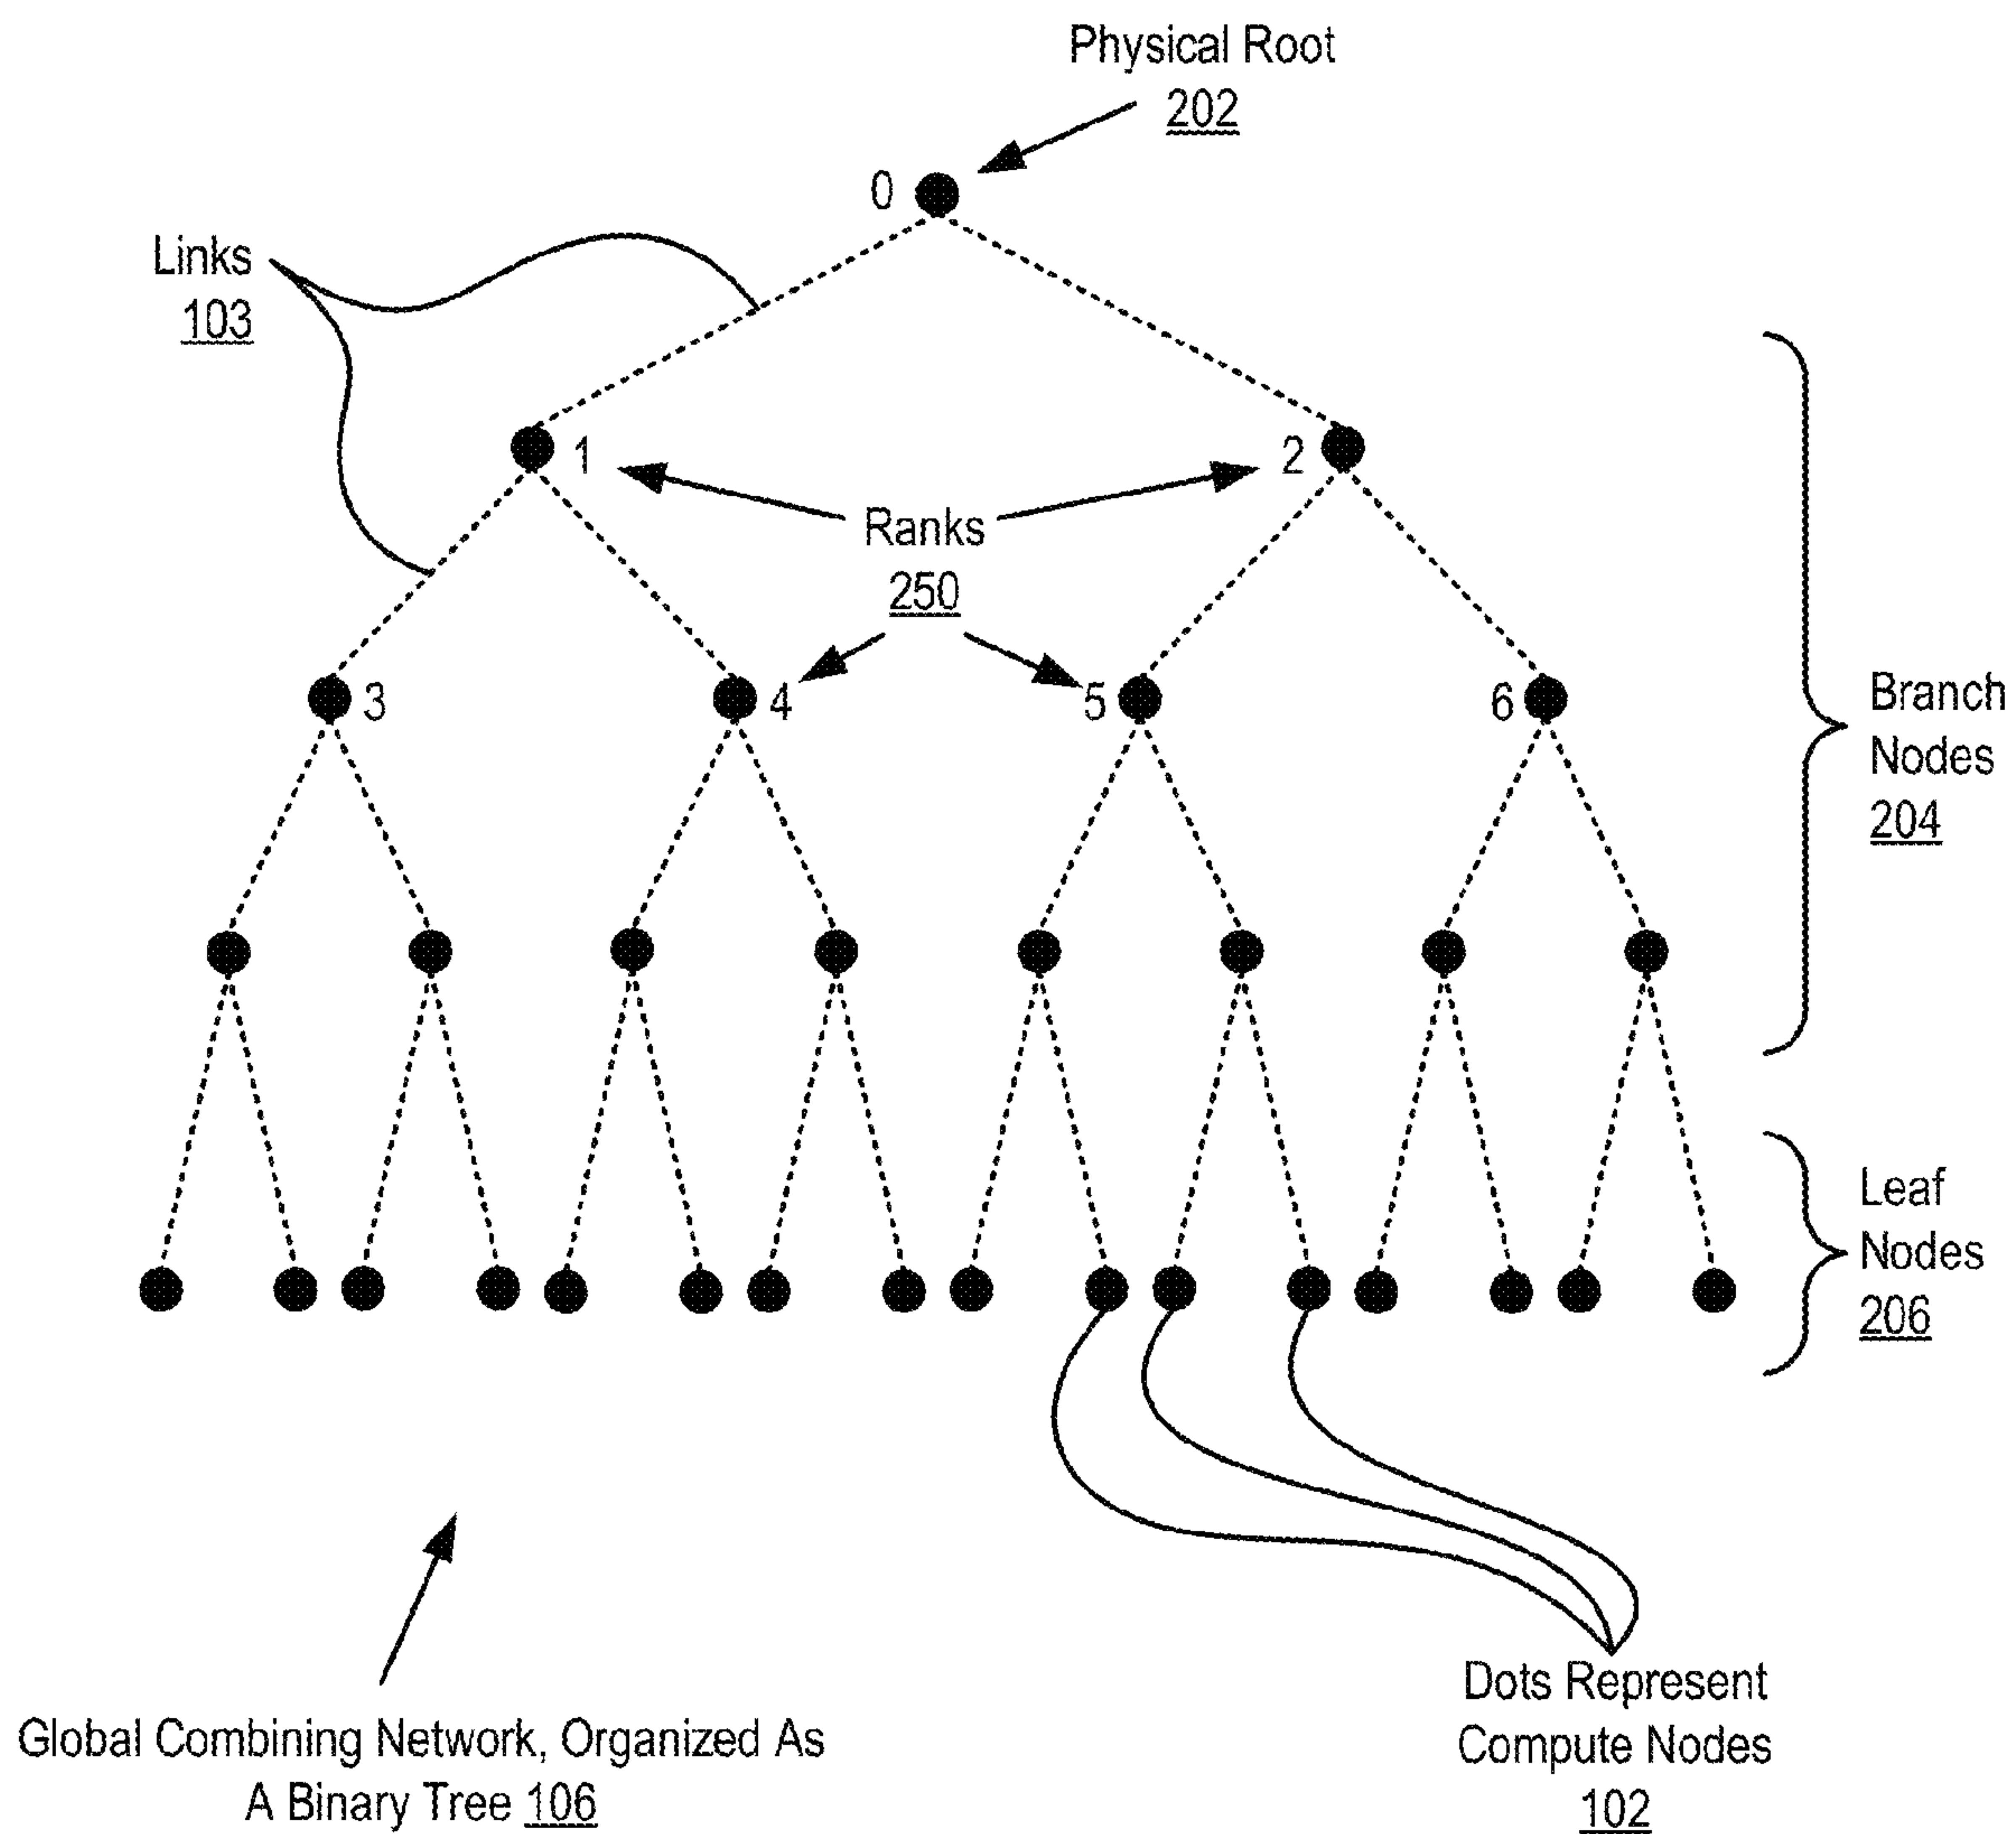 Physical Root
202
0
Links
103
1
2
Ranks
250
3
4
5
6
Branch
Nodes
204
Leaf
Nodes
206
Dots Represent
Compute Nodes
102
Global Combining Network, Organized As
A Binary Tree 106